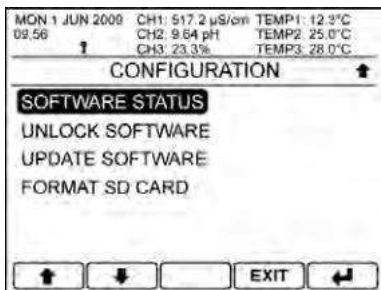 MON 1 JUN 2009 CH1: 517.2 µS/cm TEMP1: 12.3°C
09:56 CH2: 9.64 pH TEMP2: 25.0°C
CH3: 23.3% TEMP3: 28.0°C
CONFIGURATION
SOFTWARE STATUS
UNLOCK SOFTWARE
UPDATE SOFTWARE
FORMAT SD CARD
EXIT